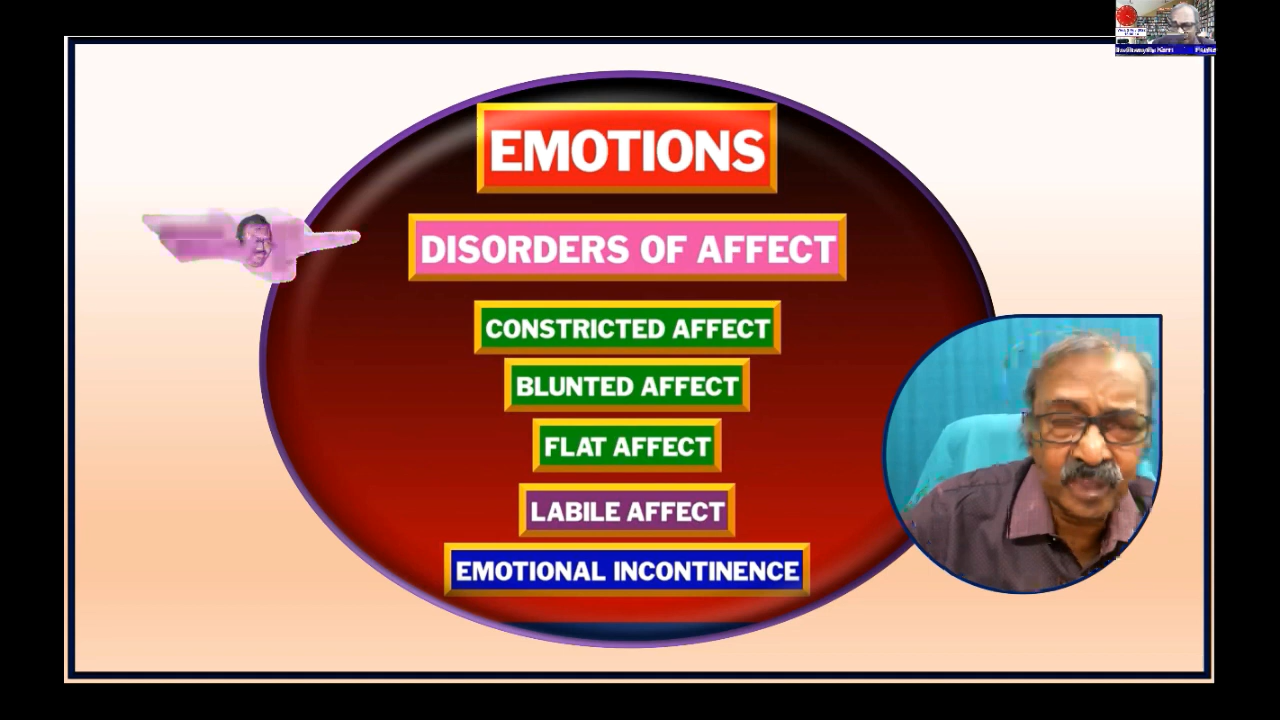 EMOTIONS
DISORDERS OF AFFECT
CONSTRICTED AFFECT
BLUNTED AFFECT
FLAT AFFECT
LABILE AFFECT
EMOTIONAL INCONTINENCE